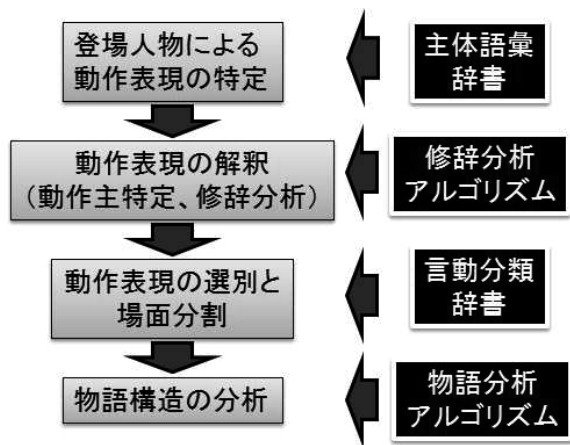 登場人物による
動作表現の特定
主体語彙
辞書
動作表現の解釈
（動作主特定、修辞分析）
修辞分析
アルゴリズム
動作表現の選別と
場面分割
言動分類
辞書
物語構造の分析
物語分析
アルゴリズム